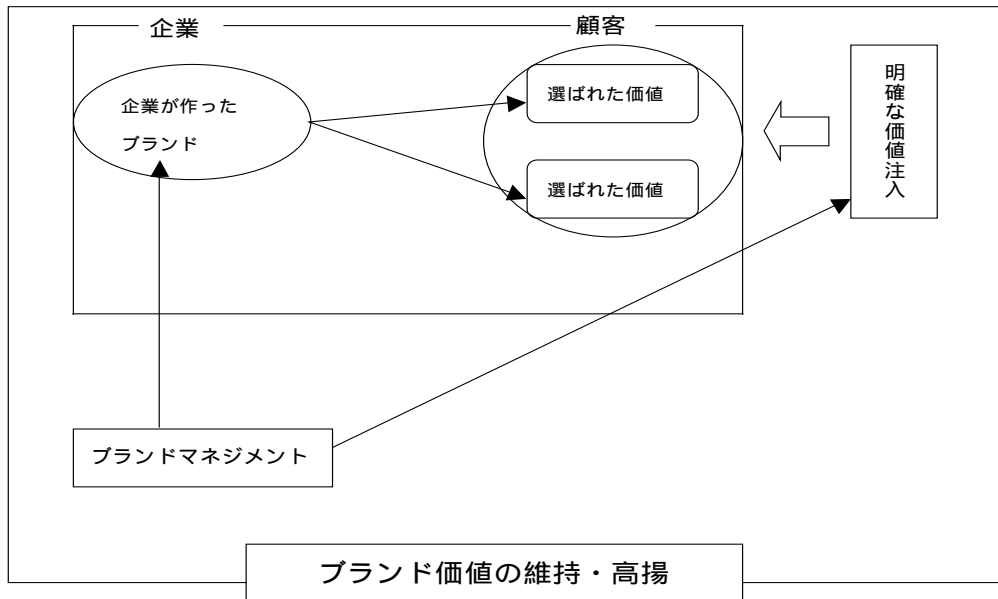 企業
顧客
企業が作った
ブランド
選ばれた価値
選ばれた価値
明確な価値注入
ブランドマネジメント
ブランド価値の維持・高揚